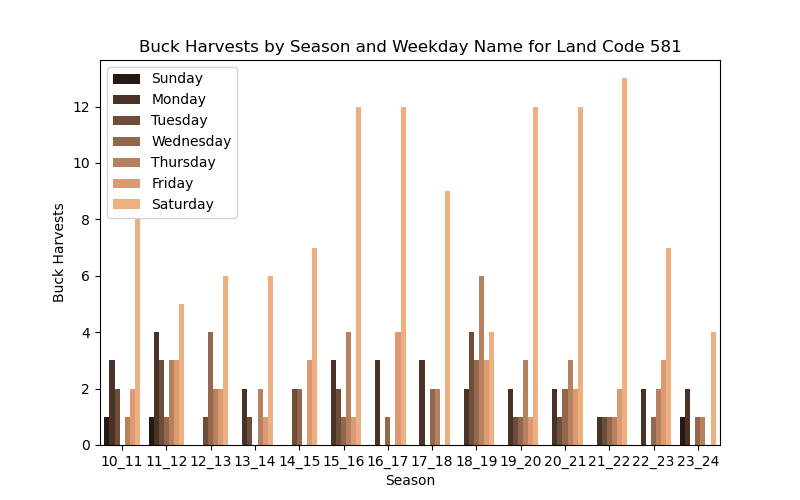 Buck Harvests by Season and Weekday Name for Land Code 581
Sunday
Monday
Tuesday
Wednesday
Thursday
Friday
Saturday
12
10
8
6
4
2
0
Buck Harvests
10_11 11_12 12_13 13_14 14_15 15_16 16_17 17_18 18_19 19_20 20_21 21_22 22_23 23_24
Season